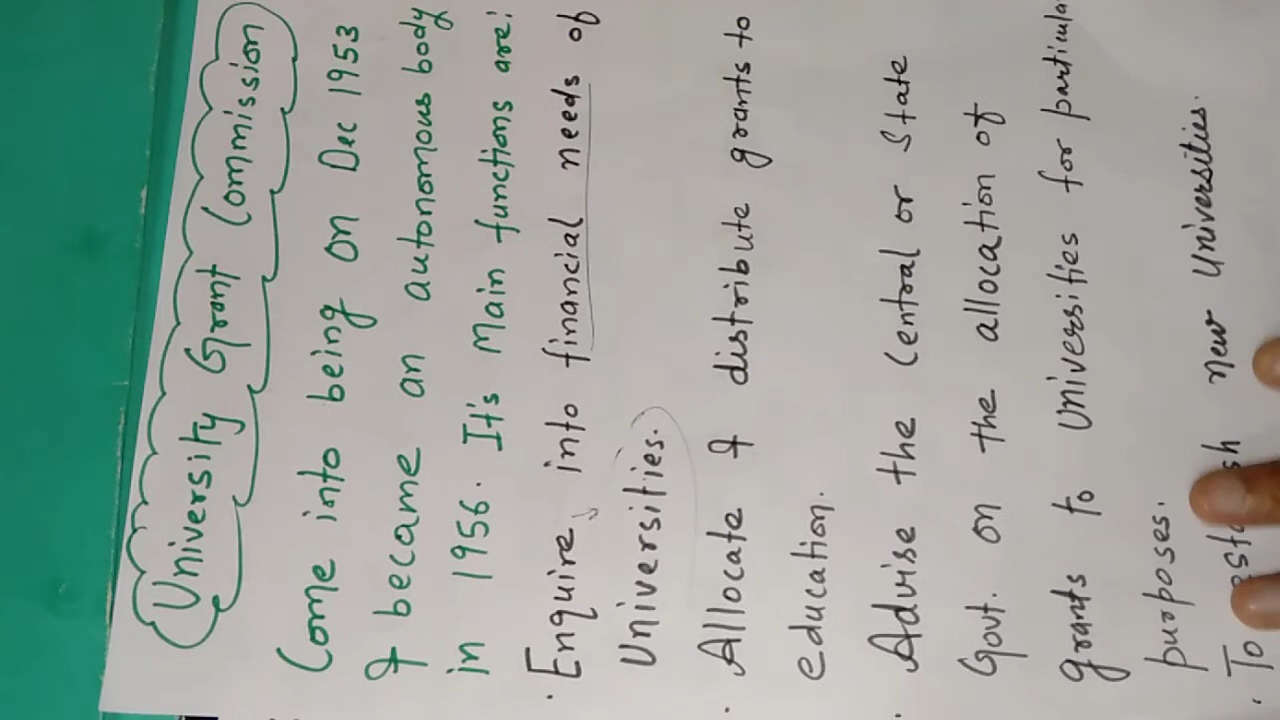 University Grant Commission
Come into being on Dec 1953
& became an autonomous body
in 1956. It's Main functions are:
. Enquire into financial needs of
Universities.
. Allocate & distribute grants to
education.
. Advise the Central or State
Govt. on the allocation of
grants to Universities for particular
purposes.
. To new Universities.